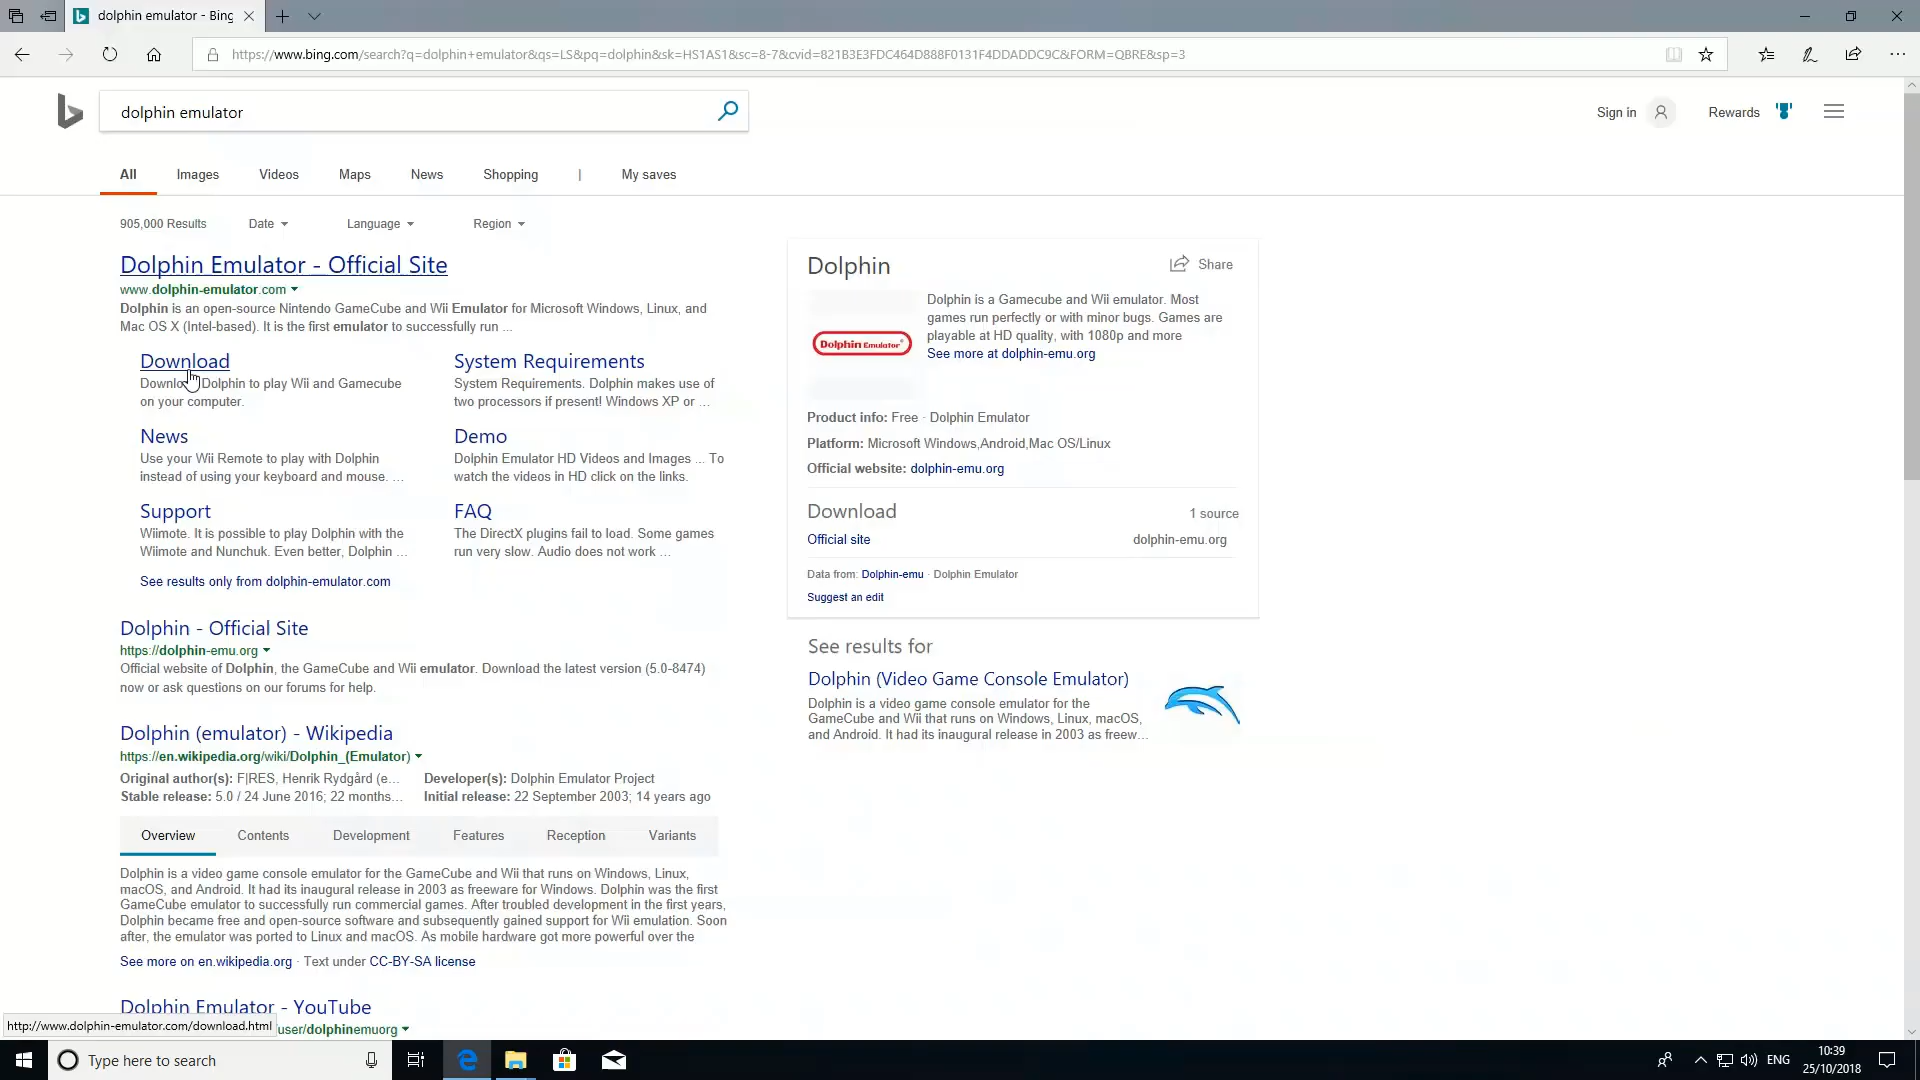 dolphin emulator - Bing
https://www.bing.com/search?q=dolphin+emulator&qs=LS&pq=dolphin&sk=HS1AS1&sc=8-7&cvid=821B3E3FDC464D888F0131F4DDADDC9C&FORM=QBRE&sp=3
dolphin emulator
Sign in
Rewards
All Images Videos Maps News Shopping | My saves
905,000 Results Date Language Region
Dolphin Emulator - Official Site
www.dolphin-emulator.com
Dolphin is an open-source Nintendo GameCube and Wii Emulator for Microsoft Windows, Linux, and
Mac OS X (Intel-based). It is the first emulator to successfully run ...
Download
Download Dolphin to play Wii and Gamecube
on your computer.
System Requirements
System Requirements. Dolphin makes use of
two processors if present! Windows XP or ...
News
Use your Wii Remote to play with Dolphin
instead of using your keyboard and mouse. ...
Demo
Dolphin Emulator HD Videos and Images ... To
watch the videos in HD click on the links.
Support
Wiimote. It is possible to play Dolphin with the
Wiimote and Nunchuk. Even better, Dolphin ...
FAQ
The DirectX plugins fail to load. Some games
run very slow. Audio does not work ...
See results only from dolphin-emulator.com
Dolphin - Official Site
https://dolphin-emu.org
Official website of Dolphin, the GameCube and Wii emulator. Download the latest version (5.0-8474)
now or ask questions on our forums for help.
Dolphin (emulator) - Wikipedia
https://en.wikipedia.org/wiki/Dolphin_(Emulator)
Original author(s): F|RES, Henrik Rydgård (e...
Developer(s): Dolphin Emulator Project
Stable release: 5.0 / 24 June 2016; 22 months...
Initial release: 22 September 2003; 14 years ago
Overview Contents Development Features Reception Variants
Dolphin is a video game console emulator for the GameCube and Wii that runs on Windows, Linux,
macOS, and Android. It had its inaugural release in 2003 as freeware for Windows. Dolphin was the first
GameCube emulator to successfully run commercial games. After troubled development in the first years,
Dolphin became free and open-source software and subsequently gained support for Wii emulation. Soon
after, the emulator was ported to Linux and macOS. As mobile hardware got more powerful over the
See more on en.wikipedia.org · Text under CC-BY-SA license
Dolphin Emulator - YouTube
user/dolphinemuorg
http://www.dolphin-emulator.com/download.html
Dolphin
Share
Dolphin Emulator
Dolphin is a Gamecube and Wii emulator. Most
games run perfectly or with minor bugs. Games are
playable at HD quality, with 1080p and more
See more at dolphin-emu.org
Product info: Free · Dolphin Emulator
Platform: Microsoft Windows,Android,Mac OS/Linux
Official website: dolphin-emu.org
Download 1 source
Official site dolphin-emu.org
Data from: Dolphin-emu · Dolphin Emulator
Suggest an edit
See results for
Dolphin (Video Game Console Emulator)
Dolphin is a video game console emulator for the
GameCube and Wii that runs on Windows, Linux, macOS,
and Android. It had its inaugural release in 2003 as freew...
Type here to search
ENG
10:39
25/10/2018